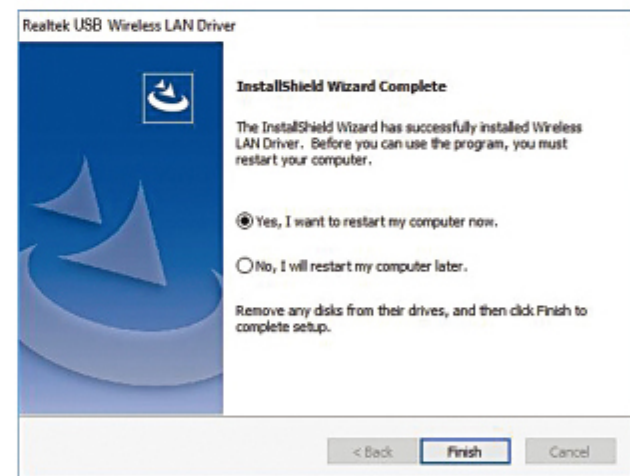 Realtek USB Wireless LAN Driver
InstallShield Wizard Complete
The InstallShield Wizard has successfully installed Wireless
LAN Driver. Before you can use the program, you must
restart your computer.
Yes, I want to restart my computer now.
No, I will restart my computer later.
Remove any disks from their drives, and then click Finish to
complete setup.
< Back
Finish
Cancel